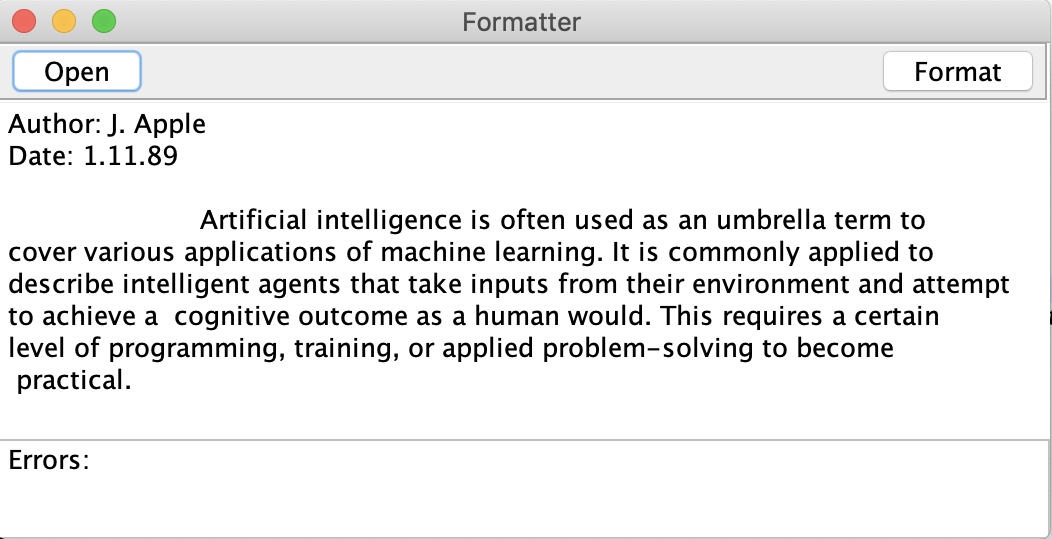 Formatter
Open Format
Author: J. Apple
Date: 1.11.89
Artificial intelligence is often used as an umbrella term to
cover various applications of machine learning. It is commonly applied to
describe intelligent agents that take inputs from their environment and attempt
to achieve a  cognitive outcome as a human would. This requires a certain
level of programming, training, or applied problem-solving to become
practical.
Errors: